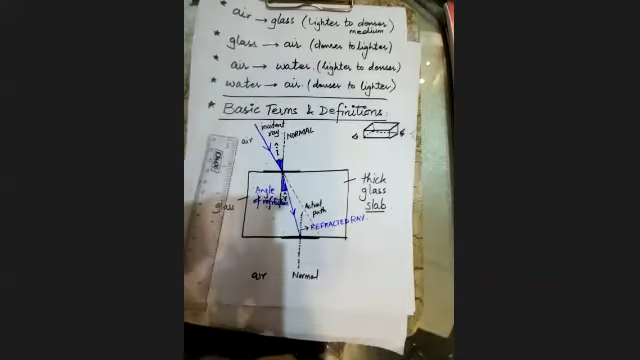 * air → glass (lighter to denser medium)
* glass → air (denser to lighter)
* air → water. (lighter to denser)
* water → air. (denser to lighter)
* Basic Terms & Definitions.
incident ray
NORMAL
air
î
thick glass slab
Angle of
glass
Actual path
REFRACTED RAY.
air
Normal